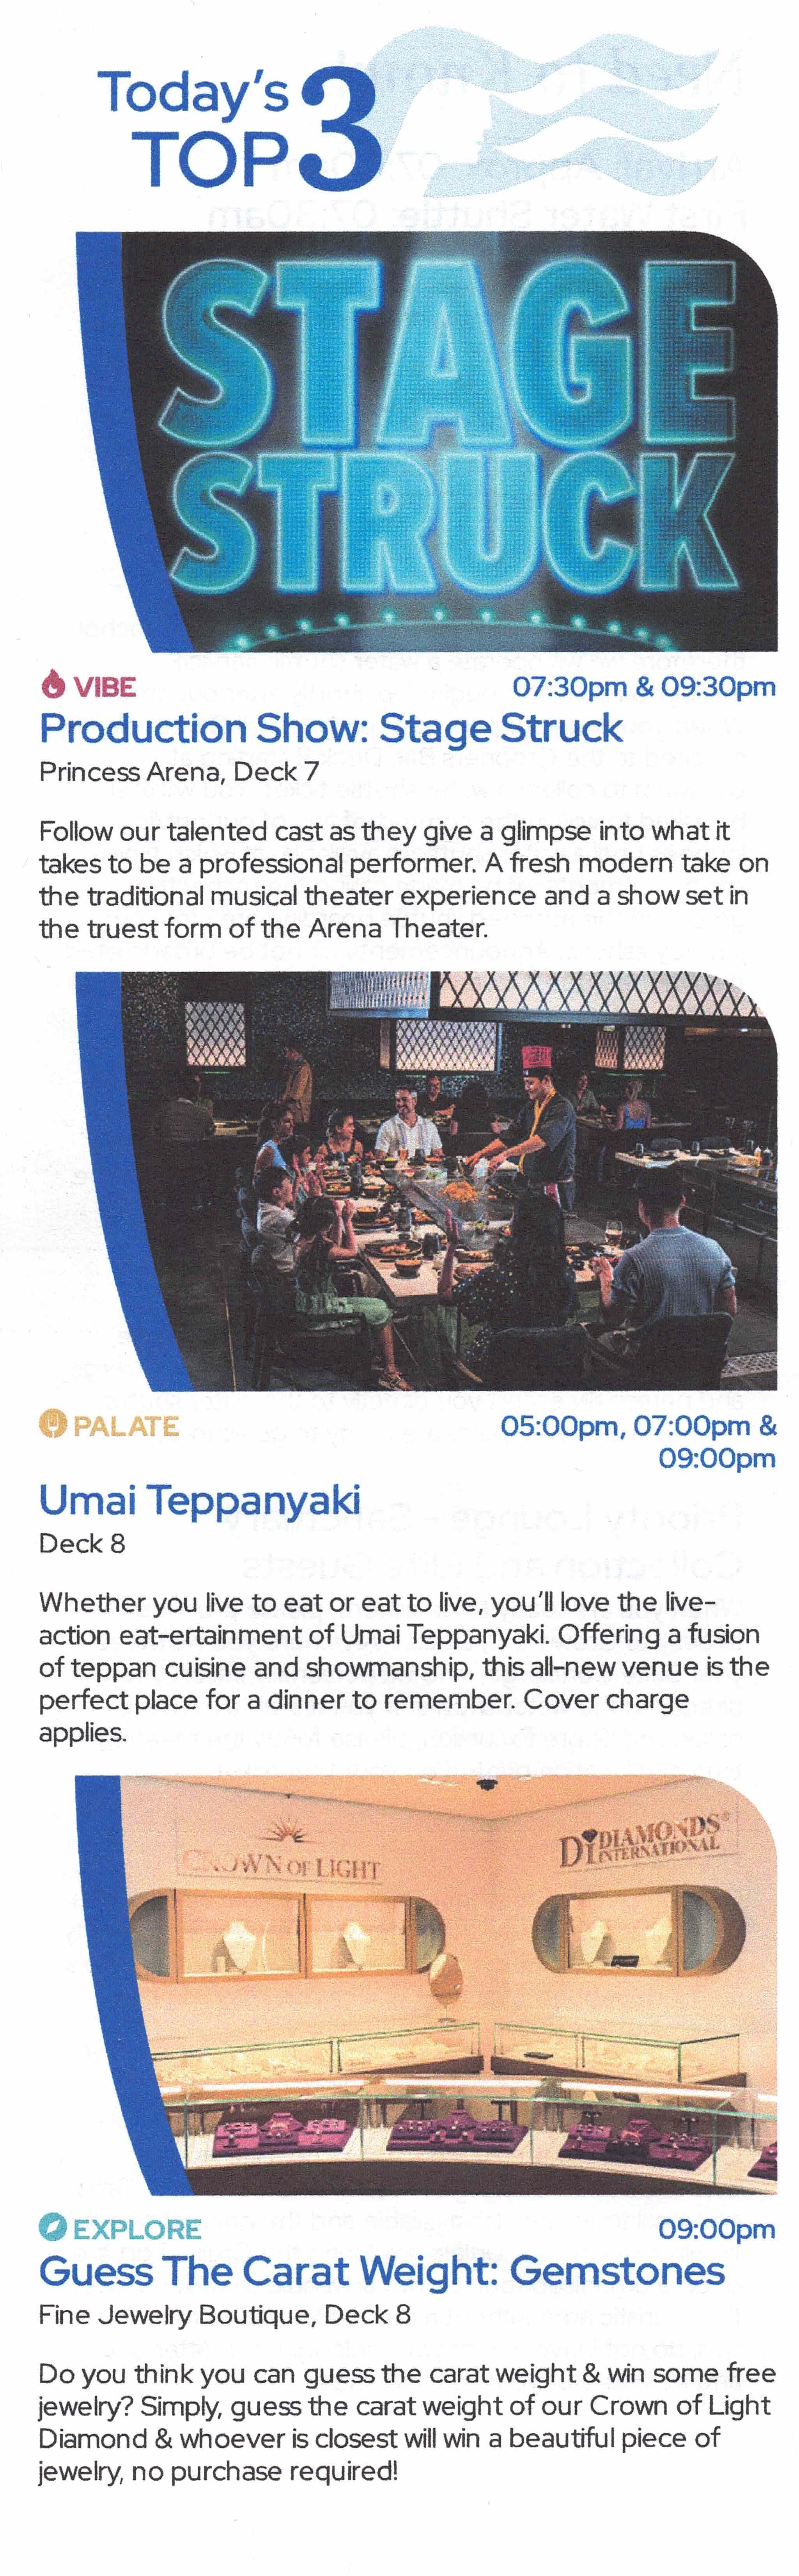 Today's
TOP 3
STAGE
STRUCK
VIBE
07:30pm & 09:30pm
Production Show: Stage Struck
Princess Arena, Deck 7
Follow our talented cast as they give a glimpse into what it
takes to be a professional performer. A fresh modern take on
the traditional musical theater experience and a show set in
the truest form of the Arena Theater.
PALATE
05:00pm, 07:00pm &
09:00pm
Umai Teppanyaki
Deck 8
Whether you live to eat or eat to live, you'll love the live-
action eat-ertainment of Umai Teppanyaki. Offering a fusion
of teppan cuisine and showmanship, this all-new venue is the
perfect place for a dinner to remember. Cover charge
applies.
CROWN OF LIGHT
DI DIAMONDS®
INTERNATIONAL
EXPLORE
09:00pm
Guess The Carat Weight: Gemstones
Fine Jewelry Boutique, Deck 8
Do you think you can guess the carat weight & win some free
jewelry? Simply, guess the carat weight of our Crown of Light
Diamond & whoever is closest will win a beautiful piece of
jewelry, no purchase required!